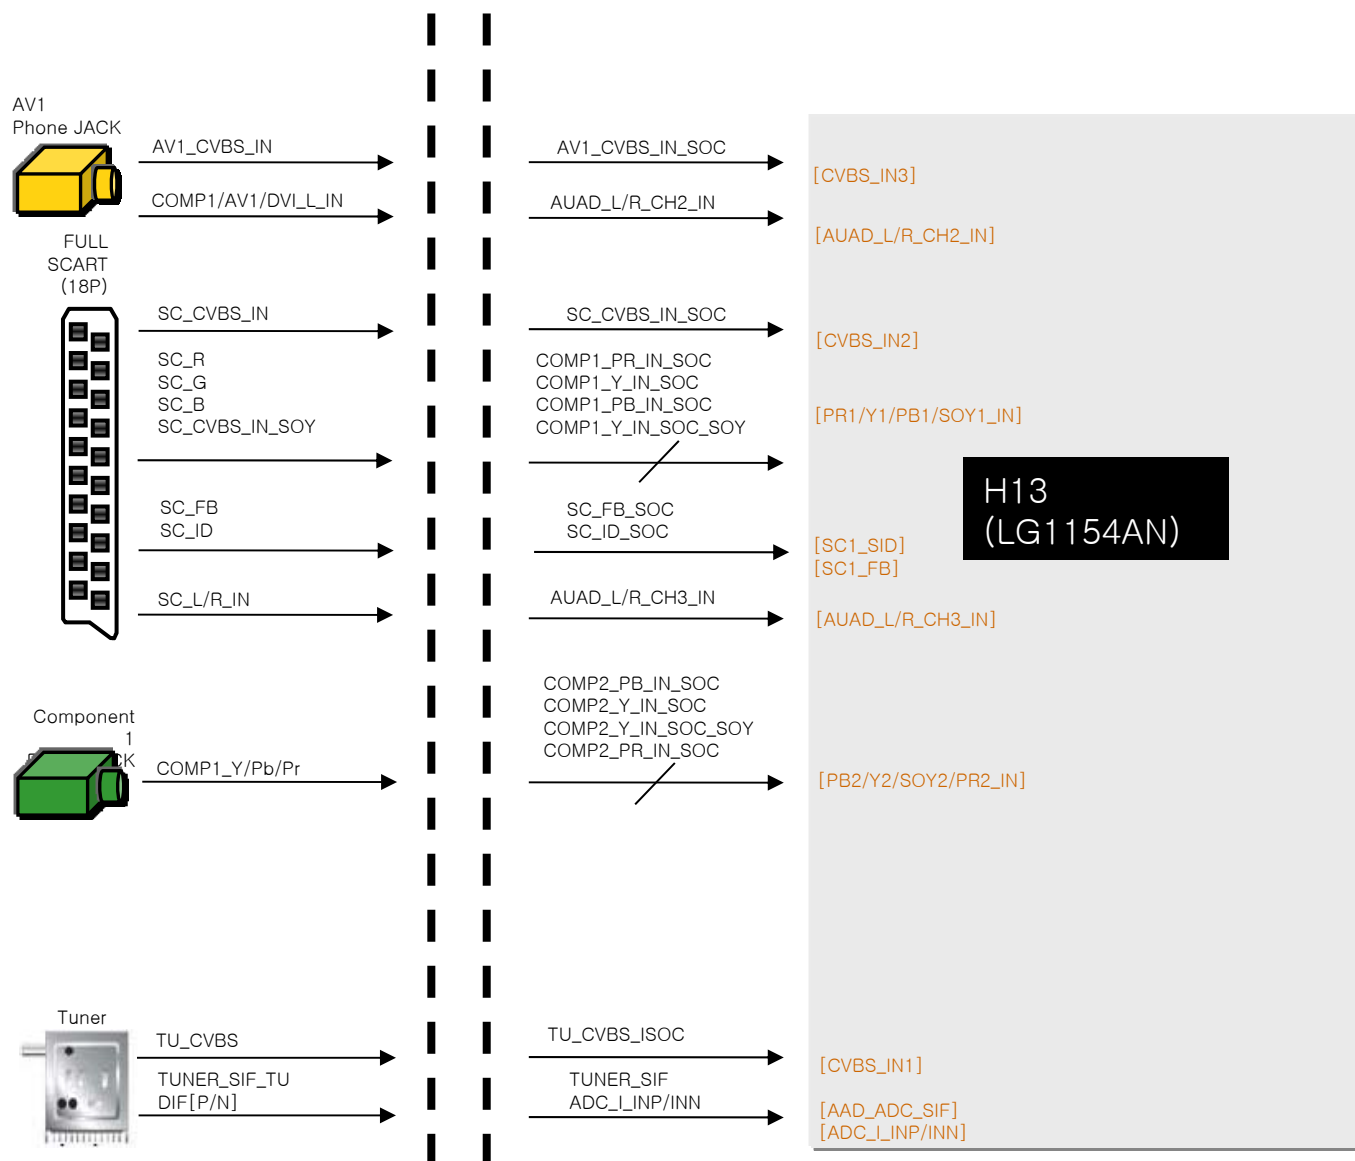 AV1
Phone JACK
AV1_CVBS_IN
COMP1/AV1/DVI_L_IN
AV1_CVBS_IN_SOC
AUAD_L/R_CH2_IN
[CVBS_IN3]
[AUAD_L/R_CH2_IN]
FULL
SCART
(18P)
SC_CVBS_IN
SC_R
SC_G
SC_B
SC_CVBS_IN_SOY
SC_FB
SC_ID
SC_L/R_IN
SC_CVBS_IN_SOC
COMP1_PR_IN_SOC
COMP1_Y_IN_SOC
COMP1_PB_IN_SOC
COMP1_Y_IN_SOC_SOY
SC_FB_SOC
SC_ID_SOC
AUAD_L/R_CH3_IN
[CVBS_IN2]
[PR1/Y1/PB1/SOY1_IN]
[SC1_SID]
[SC1_FB]
[AUAD_L/R_CH3_IN]
H13
(LG1154AN)
Component
1
COMP1_Y/Pb/Pr
COMP2_PB_IN_SOC
COMP2_Y_IN_SOC
COMP2_Y_IN_SOC_SOY
COMP2_PR_IN_SOC
[PB2/Y2/SOY2/PR2_IN]
Tuner
TU_CVBS
TUNER_SIF_TU
DIF[P/N]
TU_CVBS_ISOC
TUNER_SIF
ADC_I_INP/INN
[CVBS_IN1]
[AAD_ADC_SIF]
[ADC_I_INP/INN]